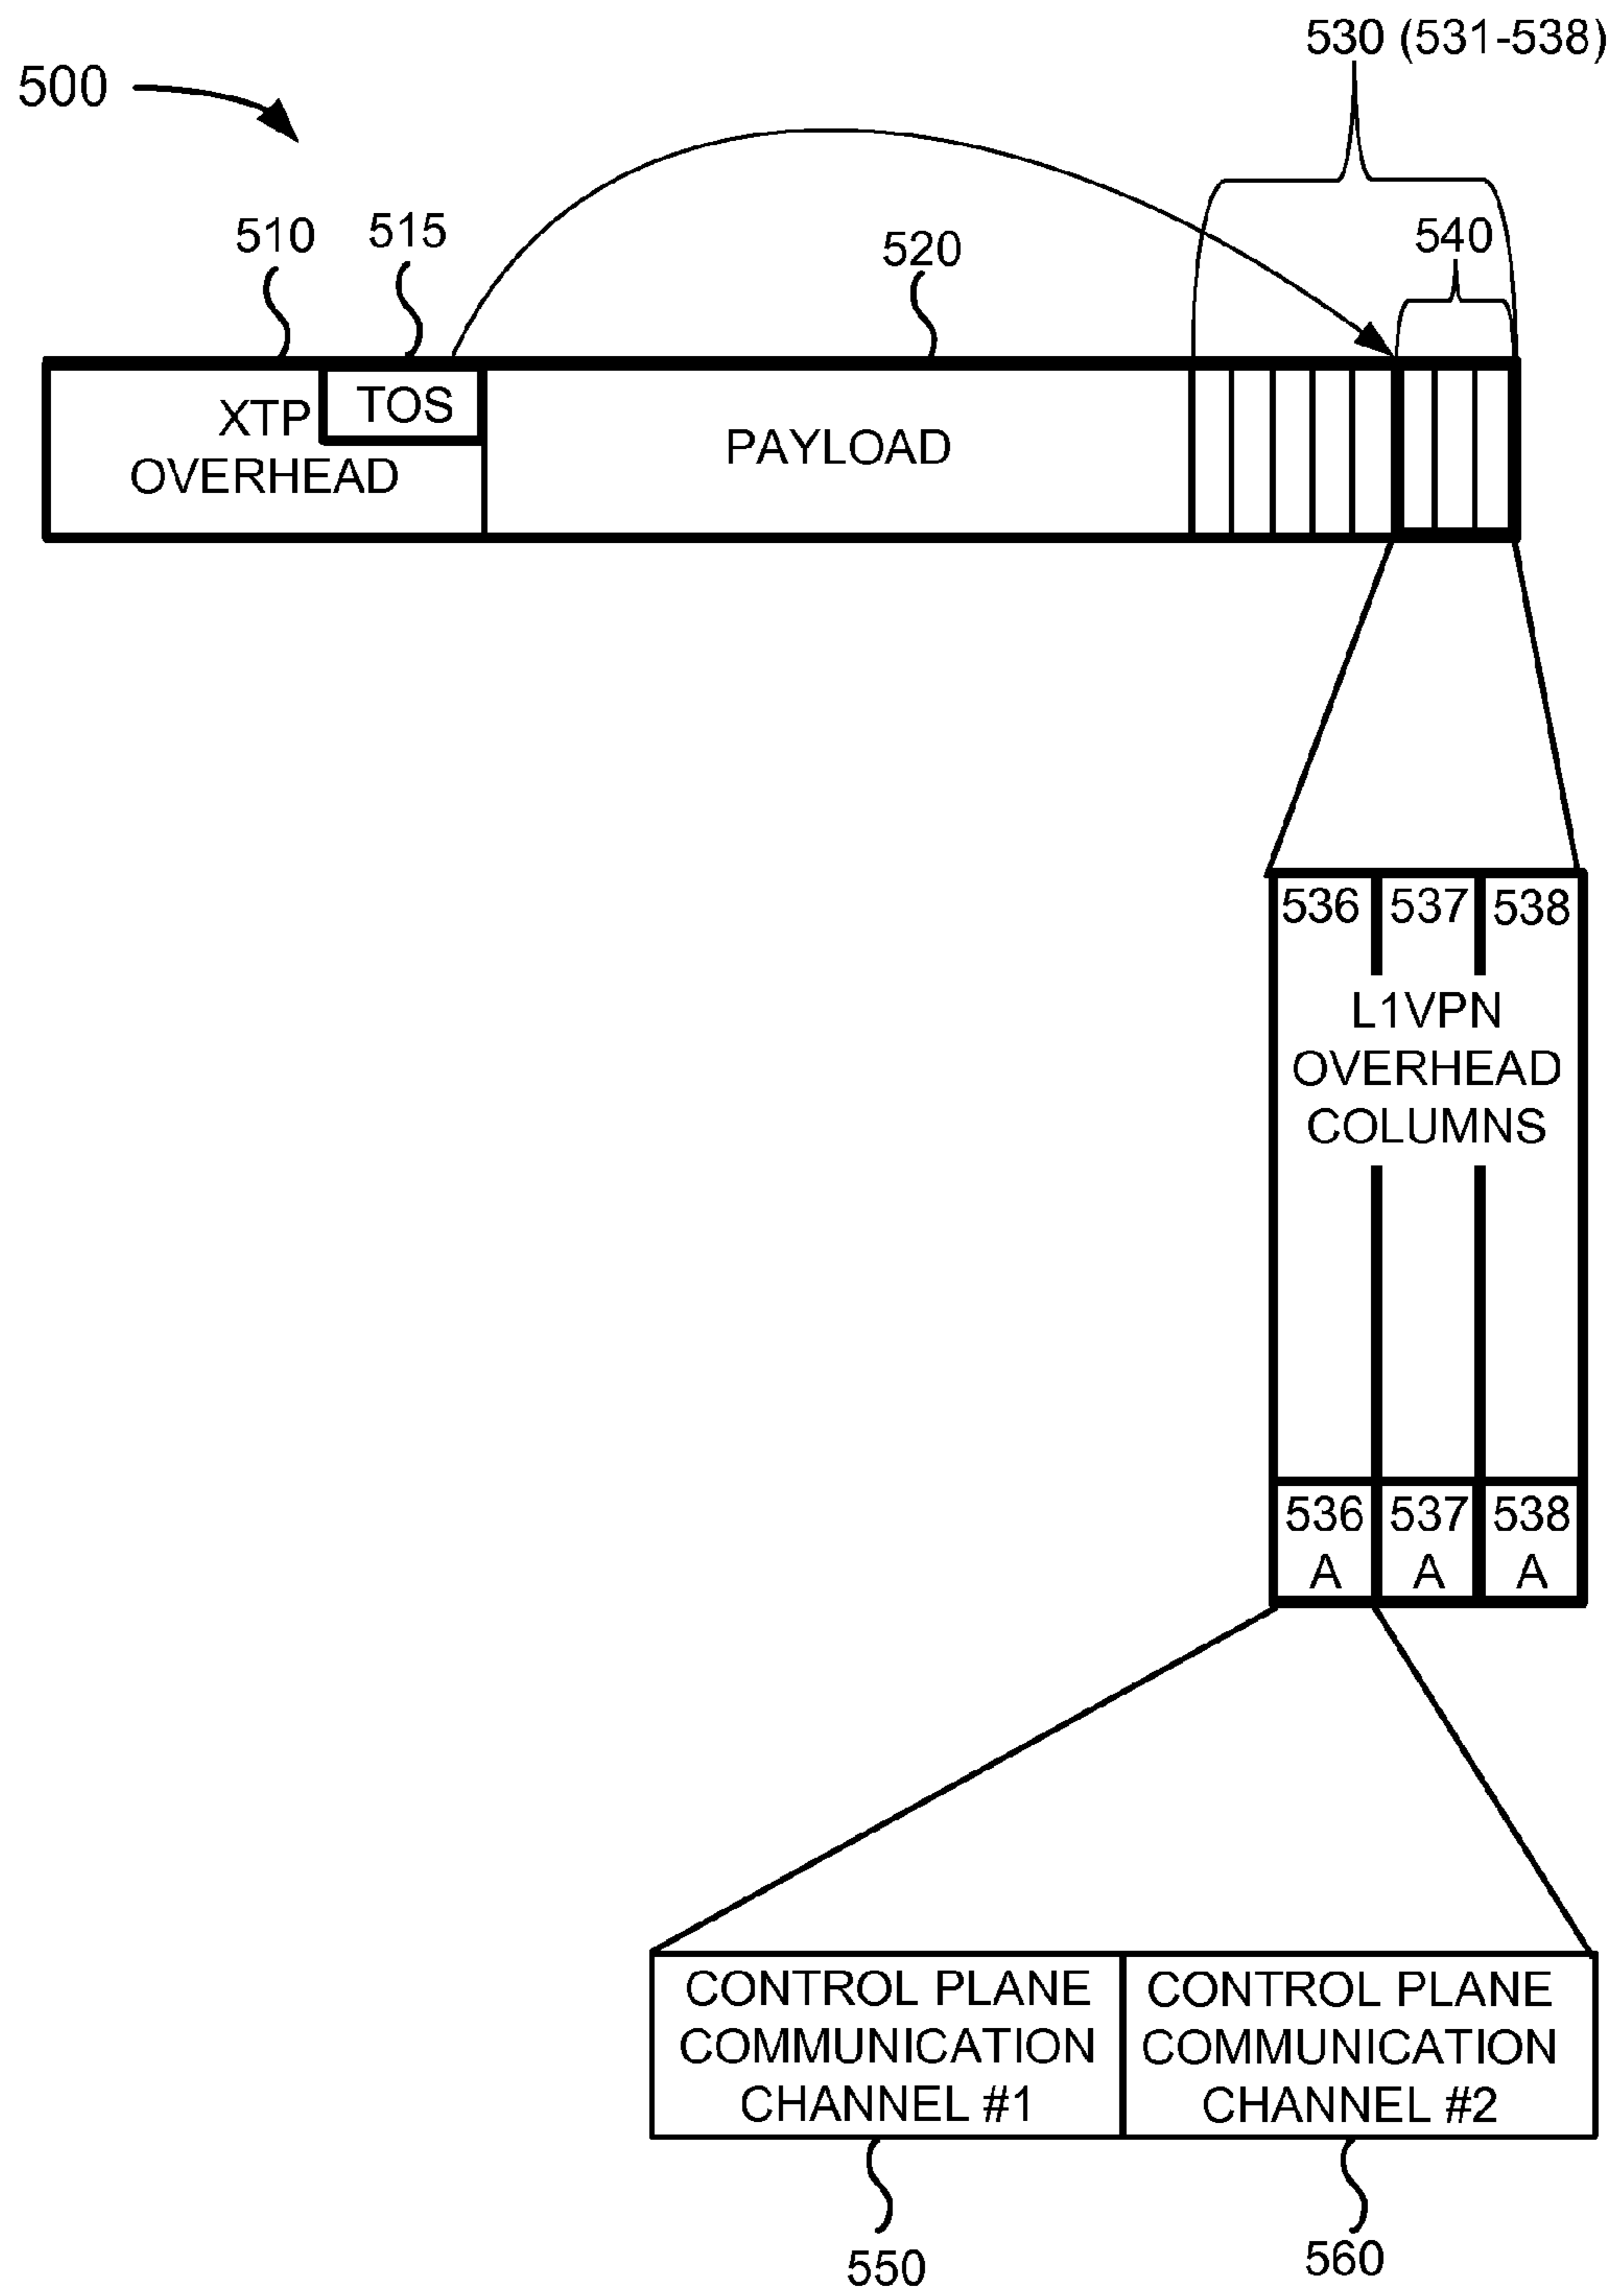 530 (531-538)
500
510
515
520
540
TOS
XTP
OVERHEAD
PAYLOAD
536 537 538
L1VPN
OVERHEAD
COLUMNS
536 537 538
A A A
CONTROL PLANE
COMMUNICATION
CHANNEL #1
CONTROL PLANE
COMMUNICATION
CHANNEL #2
550
560